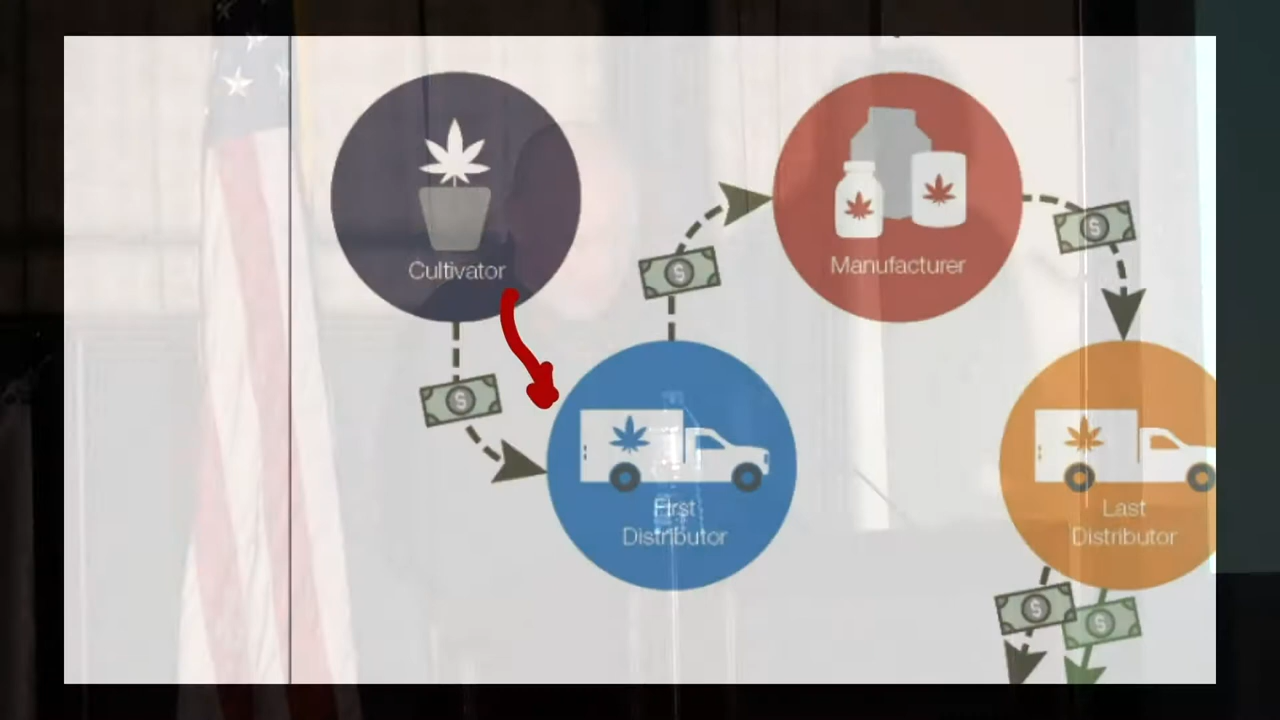 Cultivator
Manufacturer
First
Distributor
Last
Distributor
$
$
$
$
$